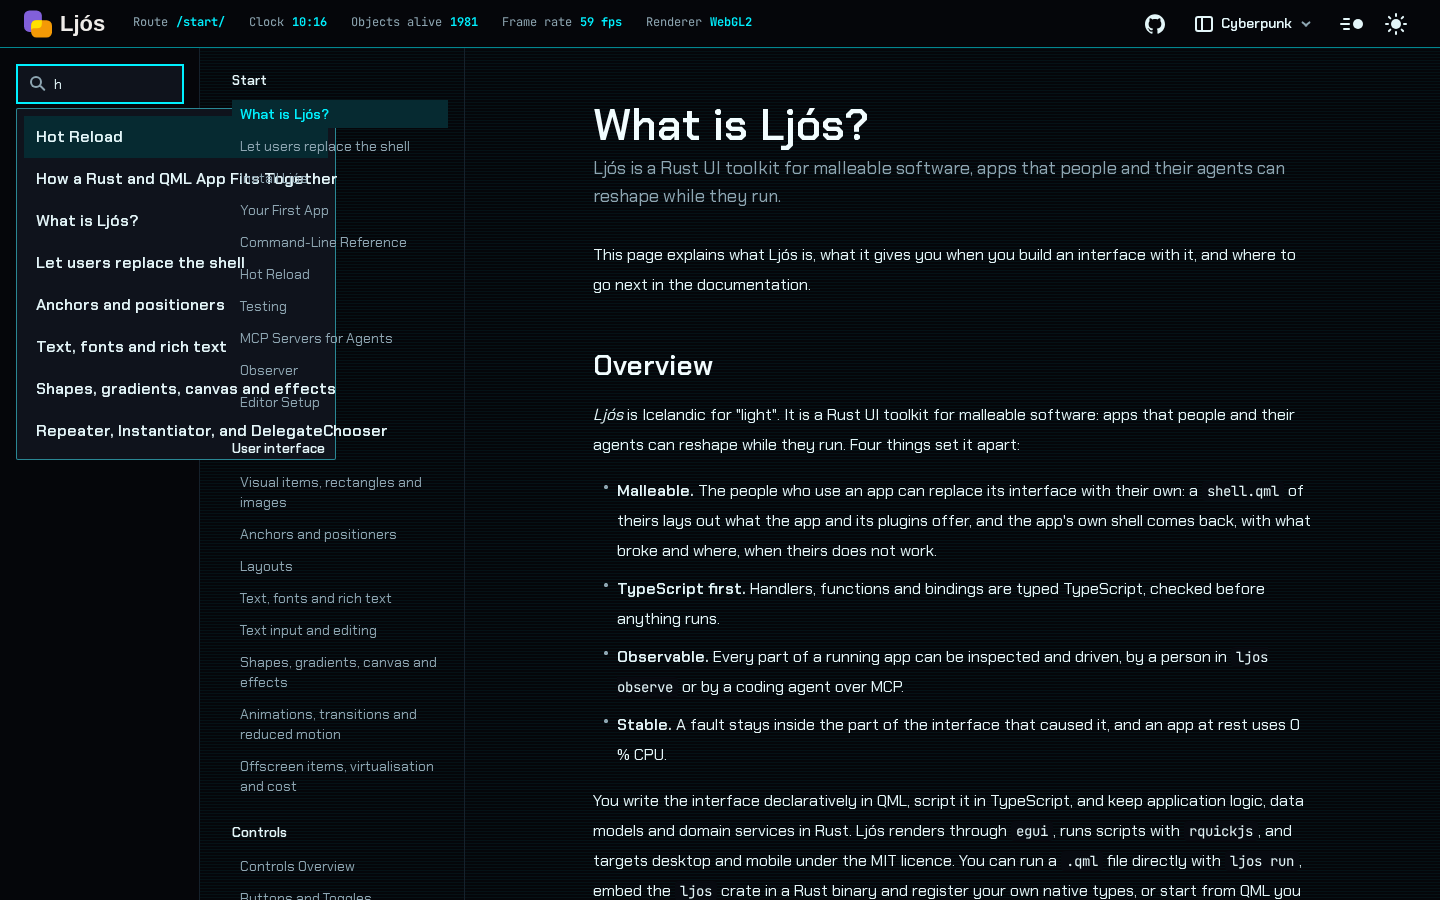 Ljós
Route /start/
Clock 10:16
Objects alive 1981
Frame rate 59 fps
Renderer WebGL2
Cyberpunk
h
Hot Reload
How a Rust and QML App Fits Together
What is Ljós?
Let users replace the shell
Anchors and positioners
Text, fonts and rich text
Shapes, gradients, canvas and effects
Repeater, Instantiator, and DelegateChooser
Start
What is Ljós?
Let users replace the shell
Your First App
Command-Line Reference
Hot Reload
Testing
MCP Servers for Agents
Observer
Editor Setup
User interface
Visual items, rectangles and
images
Anchors and positioners
Layouts
Text, fonts and rich text
Text input and editing
Shapes, gradients, canvas and
effects
Animations, transitions and
reduced motion
Offscreen items, virtualisation
and cost
Controls
Controls Overview
Buttons and Toggles
What is Ljós?
Ljós is a Rust UI toolkit for malleable software, apps that people and their agents can
reshape while they run.
This page explains what Ljós is, what it gives you when you build an interface with it, and where to
go next in the documentation.
Overview
Ljós is Icelandic for "light". It is a Rust UI toolkit for malleable software: apps that people and their
agents can reshape while they run. Four things set it apart:
• Malleable. The people who use an app can replace its interface with their own: a shell.qml of
theirs lays out what the app and its plugins offer, and the app's own shell comes back, with what
broke and where, when theirs does not work.
• TypeScript first. Handlers, functions and bindings are typed TypeScript, checked before
anything runs.
• Observable. Every part of a running app can be inspected and driven, by a person in ljos
observe or by a coding agent over MCP.
• Stable. A fault stays inside the part of the interface that caused it, and an app at rest uses 0
% CPU.
You write the interface declaratively in QML, script it in TypeScript, and keep application logic, data
models and domain services in Rust. Ljós renders through egui, runs scripts with rquickjs, and
targets desktop and mobile under the MIT licence. You can run a .qml file directly with ljos run,
embed the ljos crate in a Rust binary and register your own native types, or start from QML you